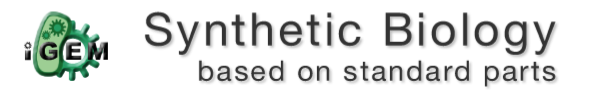 iGEM
Synthetic Biology
based on standard parts